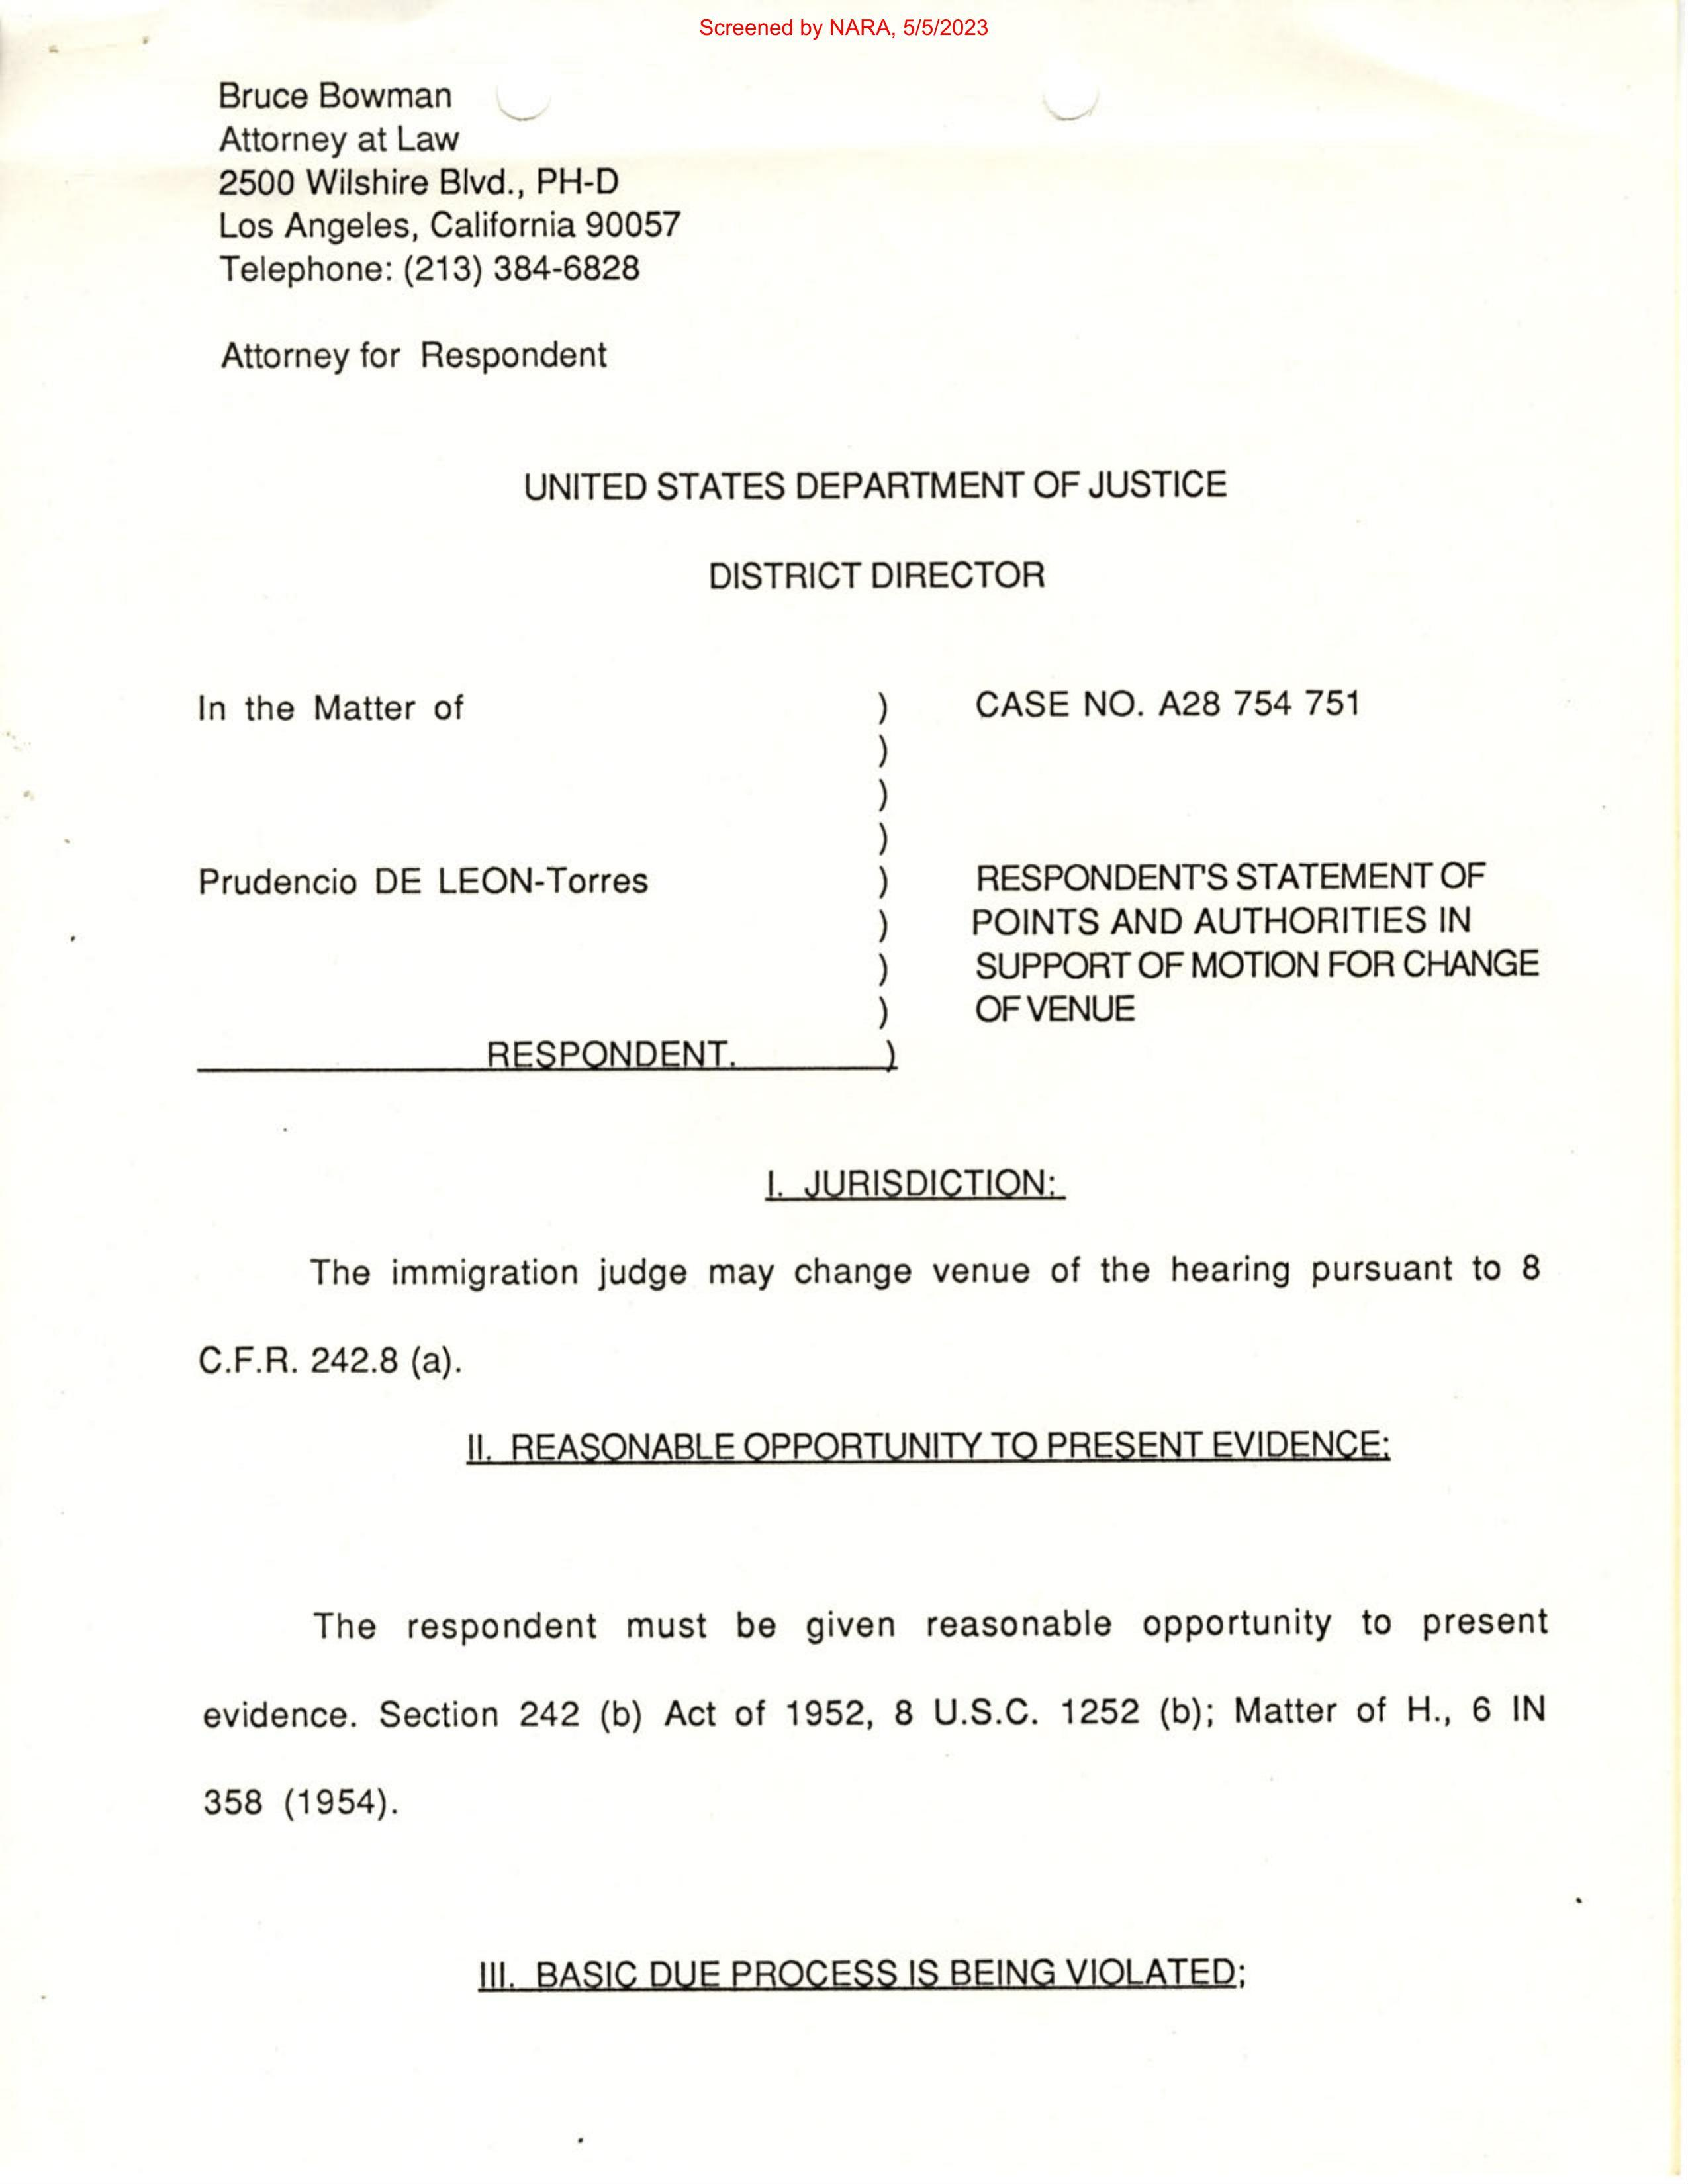 Screened by NARA, 5/5/2023
Bruce Bowman
Attorney at Law
2500 Wilshire Blvd., PH-D
Los Angeles, California 90057
Telephone: (213) 384-6828
Attorney for Respondent
UNITED STATES DEPARTMENT OF JUSTICE
DISTRICT DIRECTOR
In the Matter of ) CASE NO. A28 754 751
)
)
)
Prudencio DE LEON-Torres ) RESPONDENT'S STATEMENT OF
) POINTS AND AUTHORITIES IN
) SUPPORT OF MOTION FOR CHANGE
) OF VENUE
RESPONDENT. )
I. JURISDICTION:
The immigration judge may change venue of the hearing pursuant to 8
C.F.R. 242.8 (a).
II. REASONABLE OPPORTUNITY TO PRESENT EVIDENCE:
The respondent must be given reasonable opportunity to present
evidence. Section 242 (b) Act of 1952, 8 U.S.C. 1252 (b); Matter of H., 6 IN
358 (1954).
III. BASIC DUE PROCESS IS BEING VIOLATED;